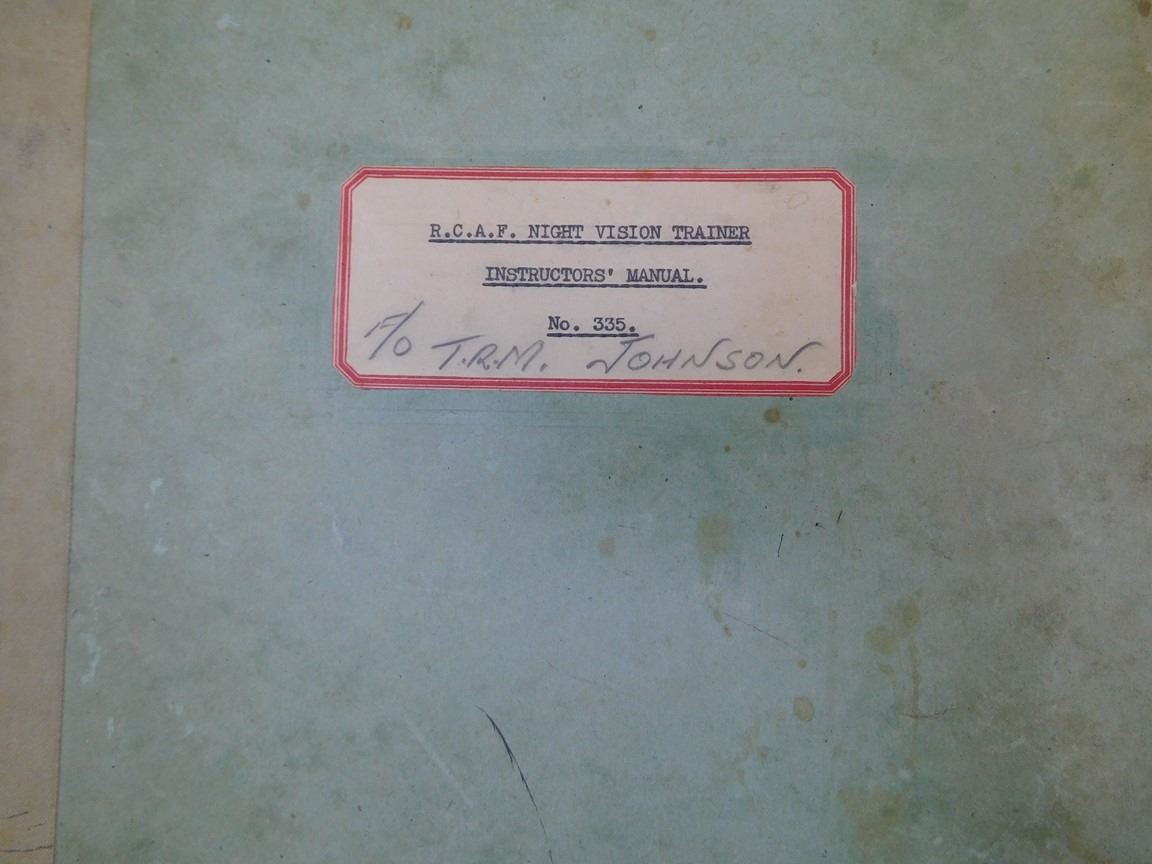 R.C.A.F. NIGHT VISION TRAINER
INSTRUCTORS' MANUAL.
No. 335.
F/O T.R.M. JOHNSON.